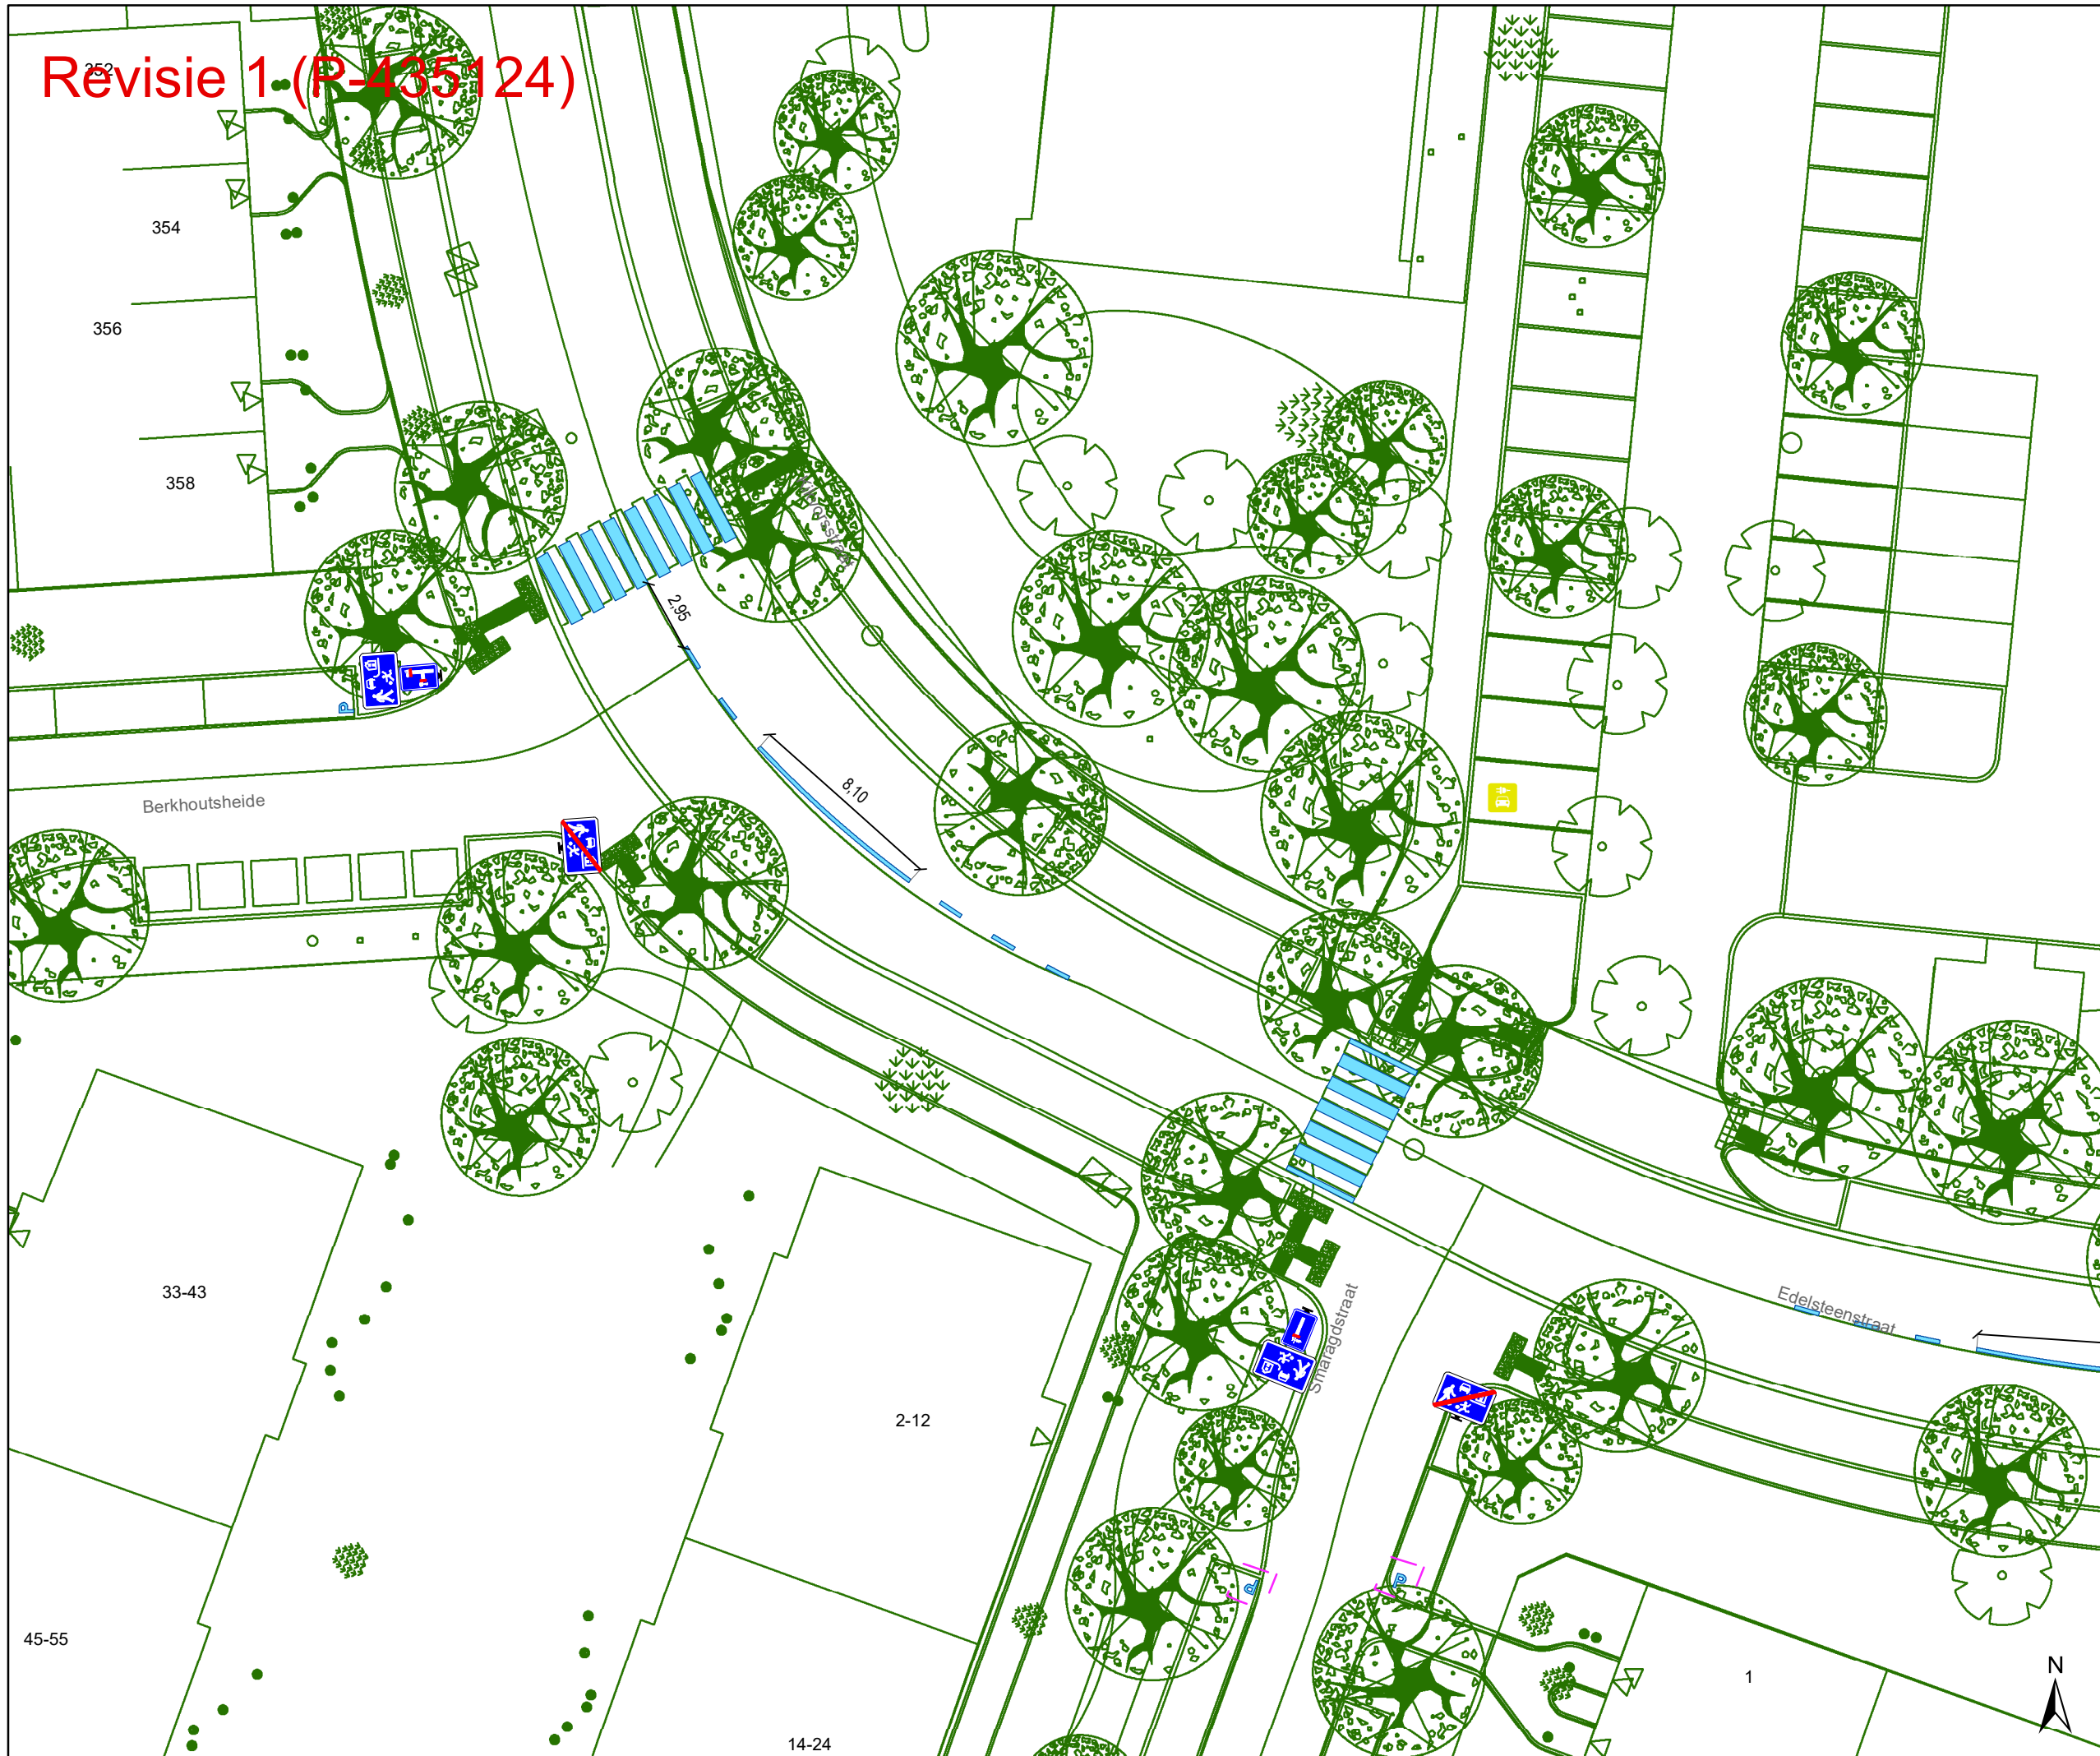 Revisie 1 (P-435124)
352
354
356
358
2,95
8,10
Berkhoutsheide
33-43
2-12
45-55
14-24
Smaragdstraat
Edelsteenstraat
1
P
P
P
N